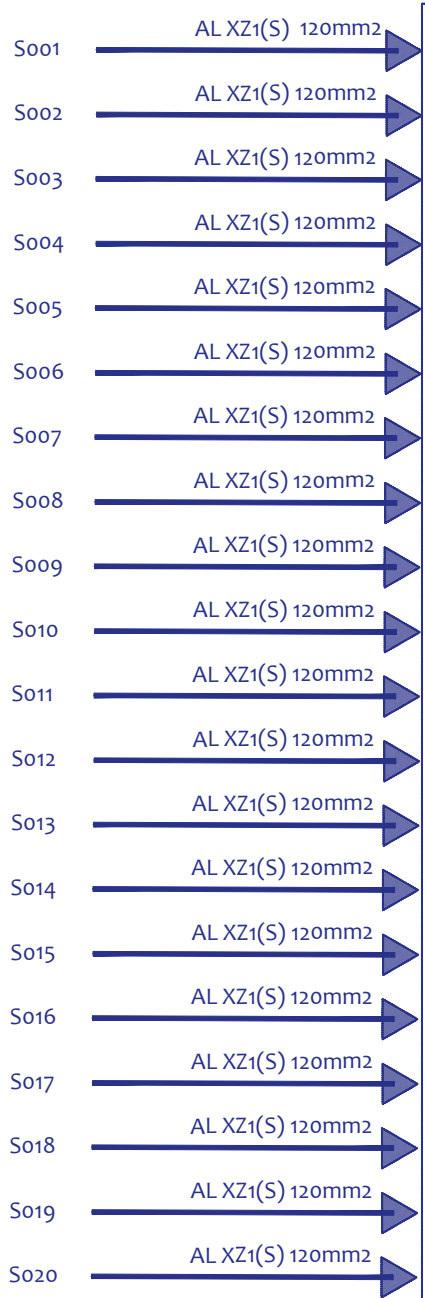 AL XZ1(S) 120mm2
S001
AL XZ1(S) 120mm2
S002
AL XZ1(S) 120mm2
S003
AL XZ1(S) 120mm2
S004
AL XZ1(S) 120mm2
S005
AL XZ1(S) 120mm2
S006
AL XZ1(S) 120mm2
S007
AL XZ1(S) 120mm2
S008
AL XZ1(S) 120mm2
S009
AL XZ1(S) 120mm2
S010
AL XZ1(S) 120mm2
S011
AL XZ1(S) 120mm2
S012
AL XZ1(S) 120mm2
S013
AL XZ1(S) 120mm2
S014
AL XZ1(S) 120mm2
S015
AL XZ1(S) 120mm2
S016
AL XZ1(S) 120mm2
S017
AL XZ1(S) 120mm2
S018
AL XZ1(S) 120mm2
S019
AL XZ1(S) 120mm2
S020